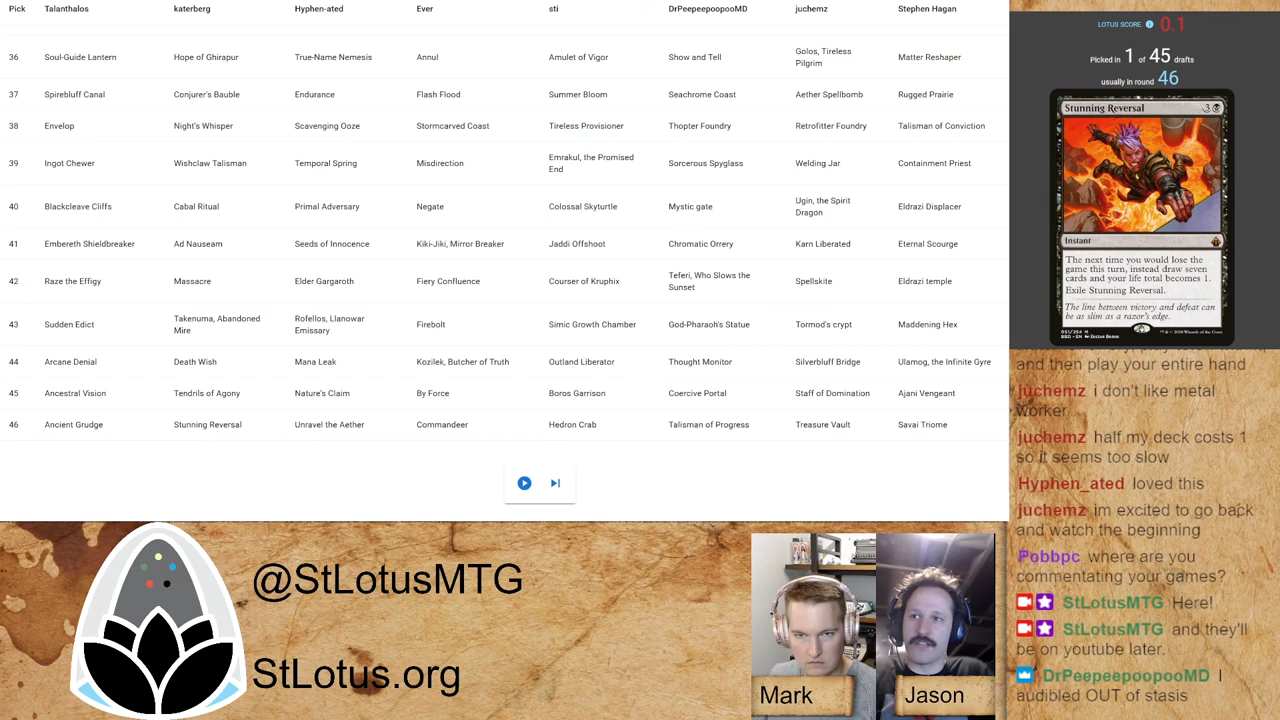 Pick Talanthalos katerberg Hyphen-ated Ever sti DrPeepeepoopooMD juchemz Stephen Hagan
36 Soul-Guide Lantern Hope of Ghirapur True-Name Nemesis Annul Amulet of Vigor Show and Tell Golos, Tireless Pilgrim Matter Reshaper
37 Spirebluff Canal Conjurer's Bauble Endurance Flash Flood Summer Bloom Seachrome Coast Aether Spellbomb Rugged Prairie
38 Envelop Night's Whisper Scavenging Ooze Stormcarved Coast Tireless Provisioner Thopter Foundry Retrofitter Foundry Talisman of Conviction
39 Ingot Chewer Wishclaw Talisman Temporal Spring Misdirection Emrakul, the Promised End Sorcerous Spyglass Welding Jar Containment Priest
40 Blackcleave Cliffs Cabal Ritual Primal Adversary Negate Colossal Skyturtle Mystic gate Ugin, the Spirit Dragon Eldrazi Displacer
41 Embereth Shieldbreaker Ad Nauseam Seeds of Innocence Kiki-Jiki, Mirror Breaker Jaddi Offshoot Chromatic Orrery Karn Liberated Eternal Scourge
42 Raze the Effigy Massacre Elder Gargaroth Fiery Confluence Courser of Kruphix Teferi, Who Slows the Sunset Spellskite Eldrazi temple
43 Sudden Edict Takenuma, Abandoned Mire Rofellos, Llanowar Emissary Firebolt Simic Growth Chamber God-Pharaoh's Statue Tormod's crypt Maddening Hex
44 Arcane Denial Death Wish Mana Leak Kozilek, Butcher of Truth Outland Liberator Thought Monitor Silverbluff Bridge Ulamog, the Infinite Gyre
45 Ancestral Vision Tendrils of Agony Nature's Claim By Force Boros Garrison Coercive Portal Staff of Domination Ajani Vengeant
46 Ancient Grudge Stunning Reversal Unravel the Aether Commandeer Hedron Crab Talisman of Progress Treasure Vault Savai Triome
LOTUS SCORE i 0.1
Picked in 1 of 45 drafts
usually in round 46
Stunning Reversal 3
Instant
The next time you would lose the
game this turn, instead draw seven
cards and your life total becomes 1.
Exile Stunning Reversal.
The line between victory and defeat can
be as slim as a razor's edge.
and then play your entire hand
juchemz i don't like metal
worker
juchemz half my deck costs 1
so it seems too slow
Hyphen_ated loved this
juchemz im excited to go back
and watch the beginning
Pobbpc where are you
commentating your games?
StLotusMTG Here!
StLotusMTG and they'll
be on youtube later.
DrPeepeepoopooMD I
audibled OUT of stasis
@StLotusMTG
StLotus.org
Mark
Jason